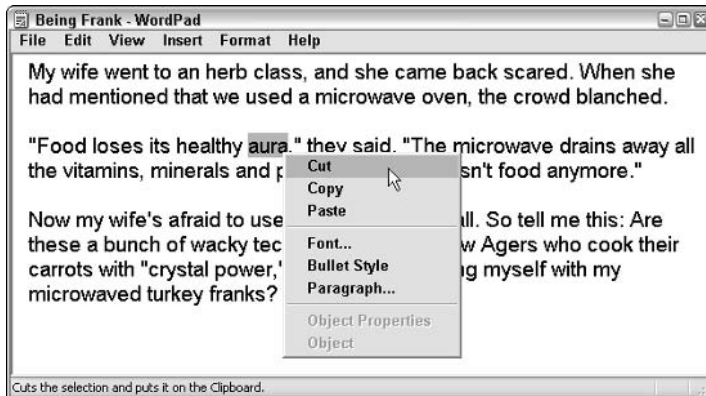 Being Frank - WordPad
File Edit View Insert Format Help
My wife went to an herb class, and she came back scared. When she
had mentioned that we used a microwave oven, the crowd blanched.
"Food loses its healthy aura," they said. "The microwave drains away all
the vitamins, minerals and sn't food anymore."
Cut
Copy
Paste
Font...
Bullet Style
Paragraph...
Object Properties
Object
Now my wife's afraid to use all. So tell me this: Are
these a bunch of wacky tec w Agers who cook their
carrots with "crystal power," ng myself with my
microwaved turkey franks?
Cuts the selection and puts it on the Clipboard.